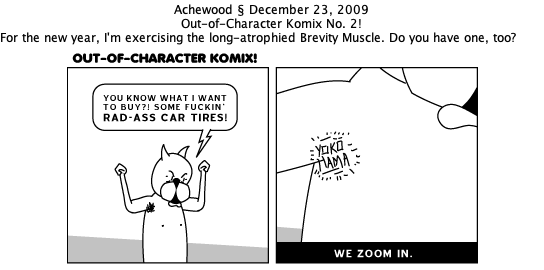 Achewood § December 23, 2009
Out-of-Character Komix No. 2!
For the new year, I'm exercising the long-atrophied Brevity Muscle. Do you have one, too?
OUT-OF-CHARACTER KOMIX!
YOU KNOW WHAT I WANT
TO BUY?! SOME FUCKIN'
RAD-ASS CAR TIRES!
YOKO
MAMA
WE ZOOM IN.